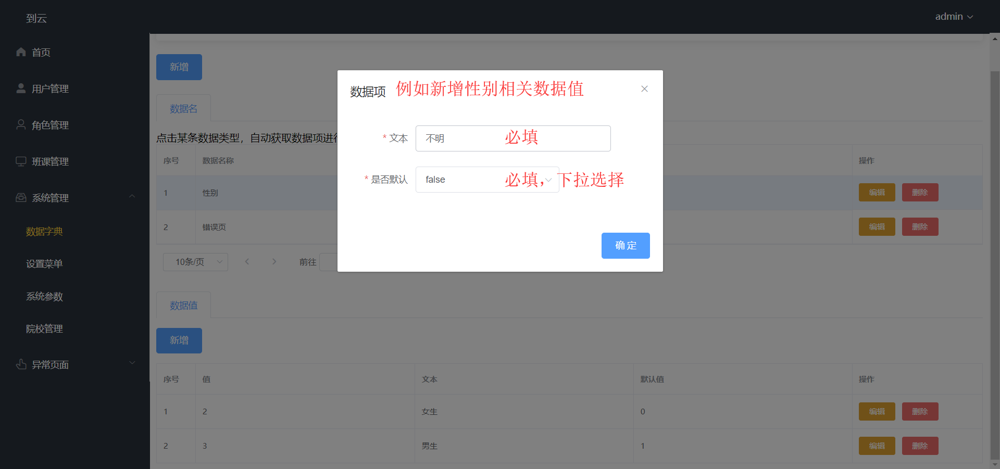 到云
admin
首页
用户管理
角色管理
班课管理
系统管理
数据字典
设置菜单
系统参数
院校管理
异常页面
新增
数据名
点击某条数据类型，自动获取数据项进行
序号 数据名称 操作
1 性别 编辑 删除
2 错误页 编辑 删除
10条/页 前往
数据项 例如新增性别相关数据值
* 文本 不明 必填
* 是否默认 false 必填，下拉选择
确 定
数据值
新增
序号 值 文本 默认值 操作
1 2 女生 0 编辑 删除
2 3 男生 1 编辑 删除